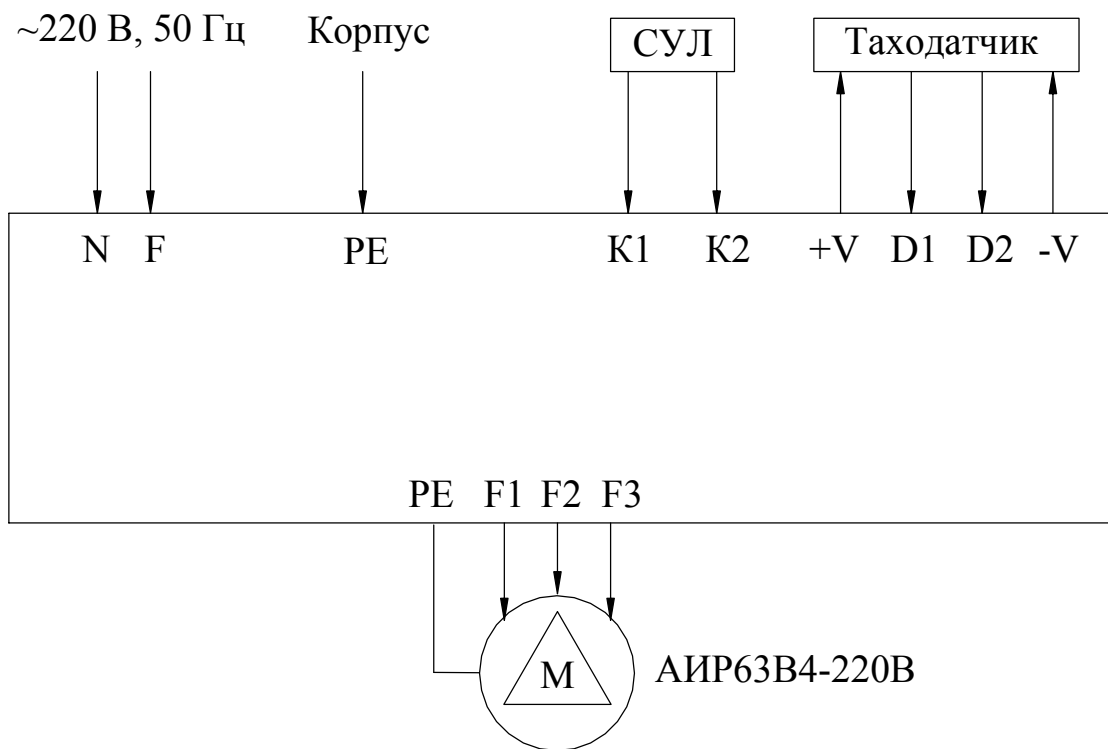 ~220 В, 50 Гц Корпус СУЛ Таходатчик
N F PE К1 К2 +V D1 D2 -V
PE F1 F2 F3
М АИР63В4-220В